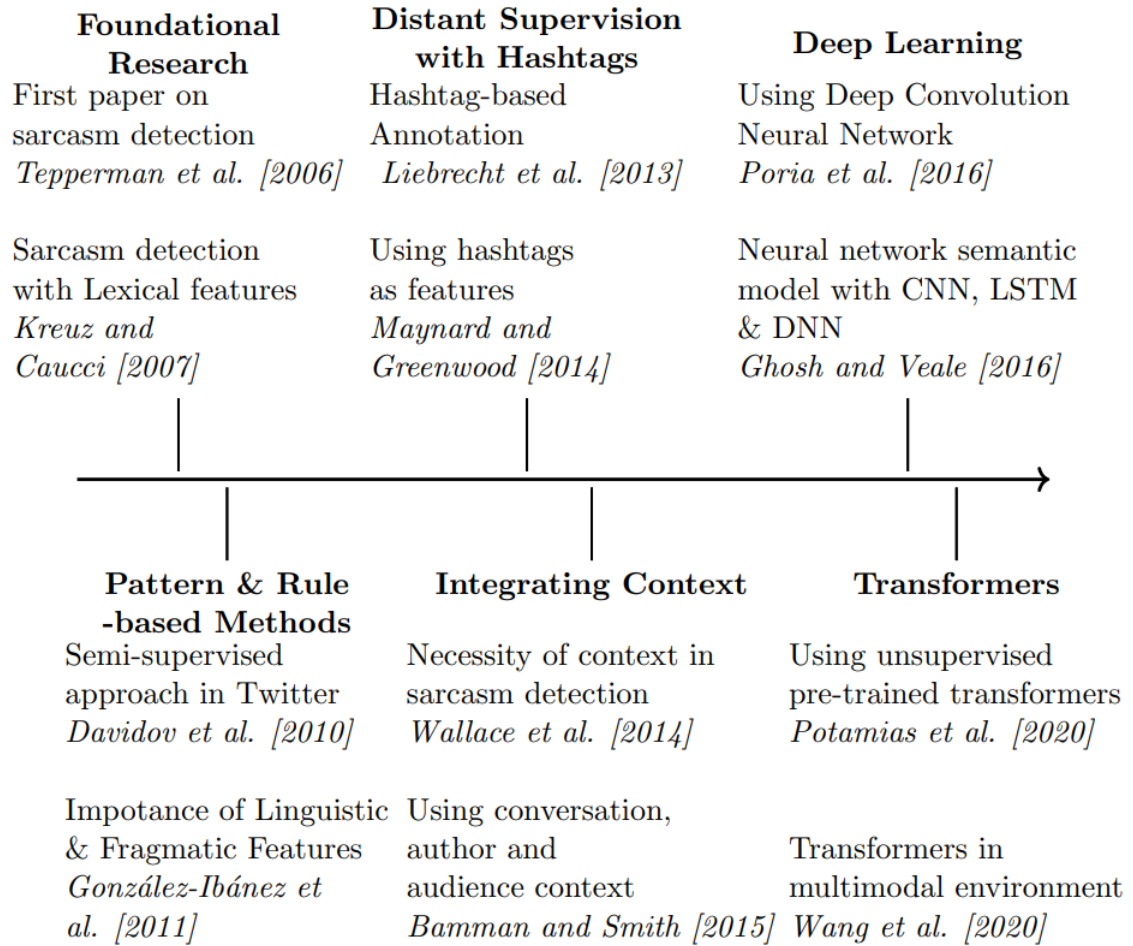 Foundational
Research
First paper on
sarcasm detection
Tepperman et al. [2006]
Sarcasm detection
with Lexical features
Kreuz and
Caucci [2007]
Distant Supervision
with Hashtags
Hashtag-based
Annotation
Liebrecht et al. [2013]
Using hashtags
as features
Maynard and
Greenwood [2014]
Deep Learning
Using Deep Convolution
Neural Network
Poria et al. [2016]
Neural network semantic
model with CNN, LSTM
& DNN
Ghosh and Veale [2016]
Pattern & Rule
-based Methods
Semi-supervised
approach in Twitter
Davidov et al. [2010]
Impotance of Linguistic
& Fragmatic Features
González-Ibánez et
al. [2011]
Integrating Context
Necessity of context in
sarcasm detection
Wallace et al. [2014]
Using conversation,
author and
audience context
Bamman and Smith [2015]
Transformers
Using unsupervised
pre-trained transformers
Potamias et al. [2020]
Transformers in
multimodal environment
Wang et al. [2020]